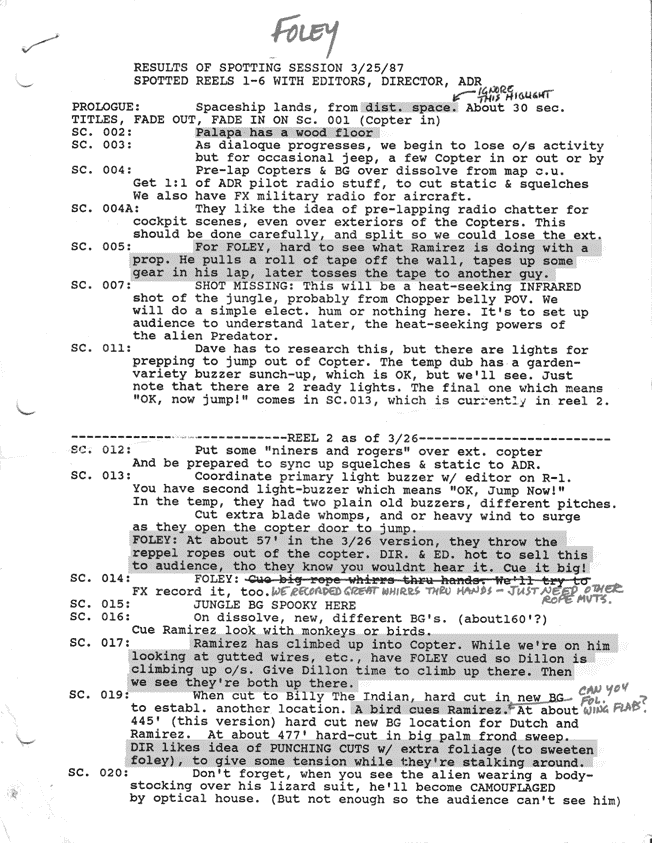 FOLEY
RESULTS OF SPOTTING SESSION 3/25/87
SPOTTED REELS 1-6 WITH EDITORS, DIRECTOR, ADR
IGNORE
THIS HIGHLIGHT
PROLOGUE: Spaceship lands, from dist. space. About 30 sec.
TITLES, FADE OUT, FADE IN ON Sc. 001 (Copter in)
SC. 002: Palapa has a wood floor
SC. 003: As dialoque progresses, we begin to lose o/s activity
but for occasional jeep, a few Copter in or out or by
SC. 004: Pre-lap Copters & BG over dissolve from map c.u.
Get 1:1 of ADR pilot radio stuff, to cut static & squelches
We also have FX military radio for aircraft.
SC. 004A: They like the idea of pre-lapping radio chatter for
cockpit scenes, even over exteriors of the Copters. This
should be done carefully, and split so we could lose the ext.
SC. 005: For FOLEY, hard to see what Ramirez is doing with a
prop. He pulls a roll of tape off the wall, tapes up some
gear in his lap, later tosses the tape to another guy.
SC. 007: SHOT MISSING: This will be a heat-seeking INFRARED
shot of the jungle, probably from Chopper belly POV. We
will do a simple elect. hum or nothing here. It's to set up
audience to understand later, the heat-seeking powers of
the alien Predator.
SC. 011: Dave has to research this, but there are lights for
prepping to jump out of Copter. The temp dub has a garden-
variety buzzer sunch-up, which is OK, but we'll see. Just
note that there are 2 ready lights. The final one which means
"OK, now jump!" comes in SC.013, which is currently in reel 2.
------------------------------REEL 2 as of 3/26--------------------------
SC. 012: Put some "niners and rogers" over ext. copter
And be prepared to sync up squelches & static to ADR.
SC. 013: Coordinate primary light buzzer w/ editor on R-1.
You have second light-buzzer which means "OK, Jump Now!"
In the temp, they had two plain old buzzers, different pitches.
Cut extra blade whomps, and or heavy wind to surge
as they open the copter door to jump.
FOLEY: At about 57' in the 3/26 version, they throw the
reppel ropes out of the copter. DIR. & ED. hot to sell this
to audience, tho they know you wouldnt hear it. Cue it big!
SC. 014: FOLEY: Cue big rope whirrs thru hands. We'll try to
FX record it, too. WE RECORDED GREAT WHIRRS THRU HANDS - JUST NEED OTHER
ROPE MVTS.
SC. 015: JUNGLE BG SPOOKY HERE
SC. 016: On dissolve, new, different BG's. (about160'?)
Cue Ramirez look with monkeys or birds.
SC. 017: Ramirez has climbed up into Copter. While we're on him
looking at gutted wires, etc., have FOLEY cued so Dillon is
climbing up o/s. Give Dillon time to climb up there. Then
we see they're both up there.
SC. 019: When cut to Billy The Indian, hard cut in new BG
to establ. another location. A bird cues Ramirez. At about
CAN YOU
FOL.
WING FLAPS?
445' (this version) hard cut new BG location for Dutch and
Ramirez. At about 477' hard-cut in big palm frond sweep.
DIR likes idea of PUNCHING CUTS w/ extra foliage (to sweeten
foley), to give some tension while they're stalking around.
SC. 020: Don't forget, when you see the alien wearing a body-
stocking over his lizard suit, he'll become CAMOUFLAGED
by optical house. (But not enough so the audience can't see him)